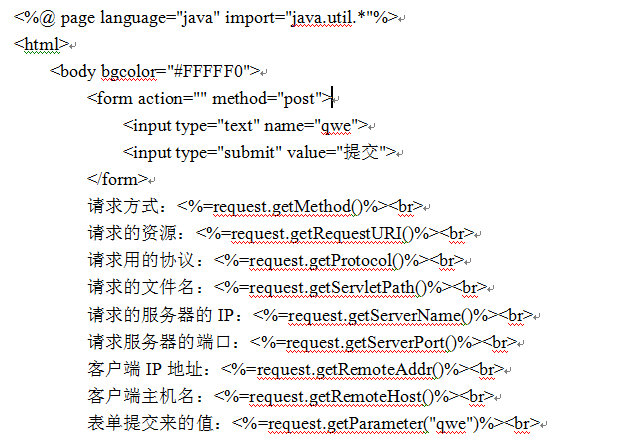 <%@ page language="java" import="java.util.*"%>
<html>
<body bgcolor="#FFFFF0">
<form action="" method="post">
<input type="text" name="qwe">
<input type="submit" value="提交">
</form>
请求方式：<%=request.getMethod()%><br>
请求的资源：<%=request.getRequestURI()%><br>
请求用的协议：<%=request.getProtocol()%><br>
请求的文件名：<%=request.getServletPath()%><br>
请求的服务器的 IP：<%=request.getServerName()%><br>
请求服务器的端口：<%=request.getServerPort()%><br>
客户端 IP 地址：<%=request.getRemoteAddr()%><br>
客户端主机名：<%=request.getRemoteHost()%><br>
表单提交来的值：<%=request.getParameter("qwe")%><br>